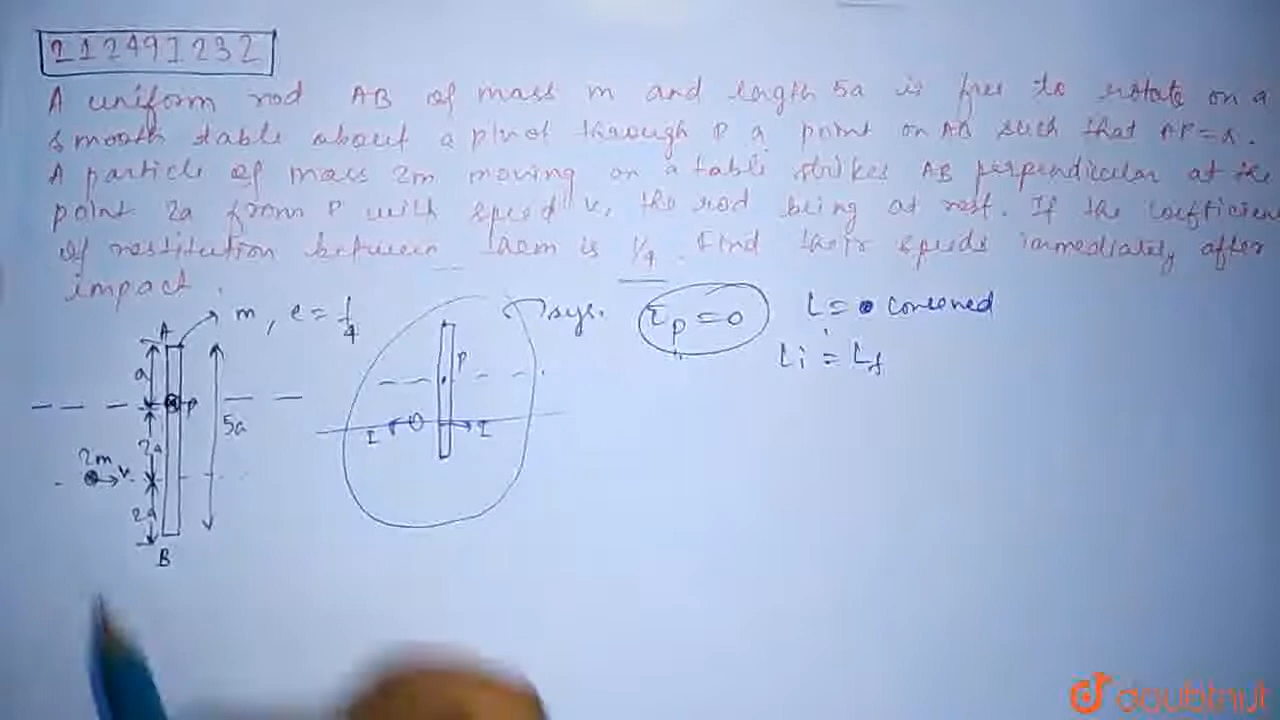 212491232
A uniform rod AB of mass m and length 5a is free to rotate on a
smooth stable about a pivot through P a point on AB such that AP = a.
A particle of mass 2m moving on a table strikes AB perpendicular at the
point 2a from P with speed v, the rod being at rest. If the coefficien
of restitution between them is 1/4. Find their speeds immediately after
impact.
A m, e = 1/4 sys. τp = 0 L = conserved
a P P Li = Lf
5a
2a I I
2m v
2a
B
doubtnut